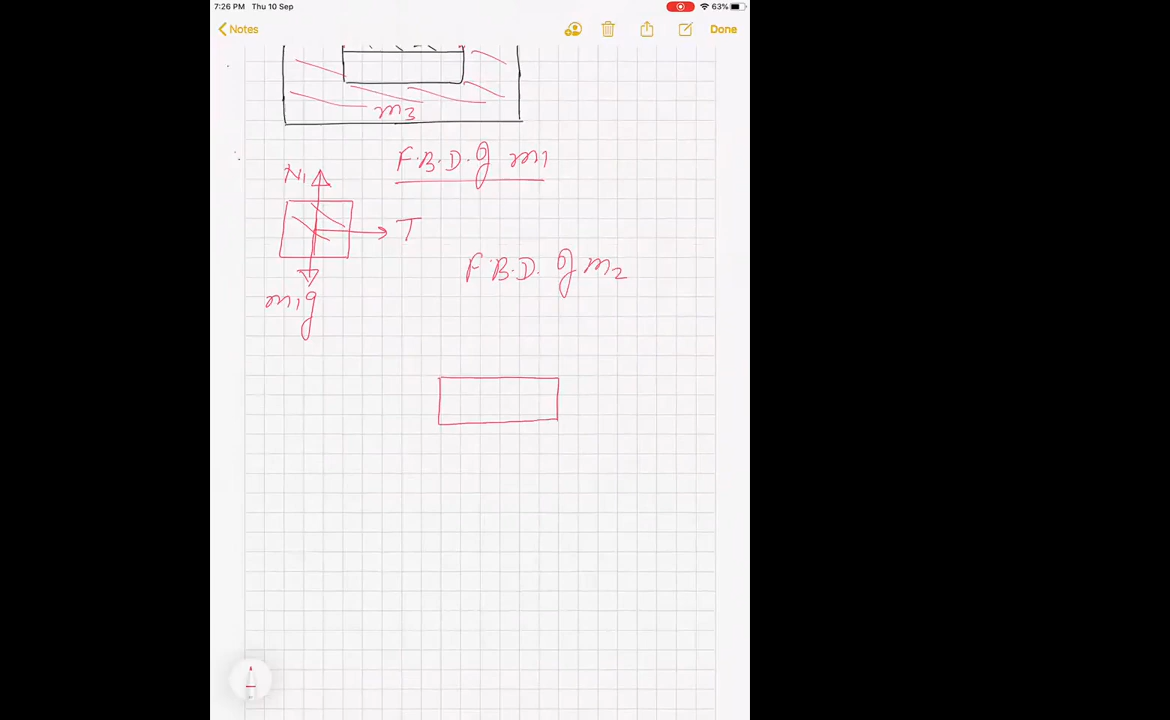 7:26 PM Thu 10 Sep 63%
Notes Done
m3
F.B.D. of m1
N1
T
F.B.D. of m2
m1g